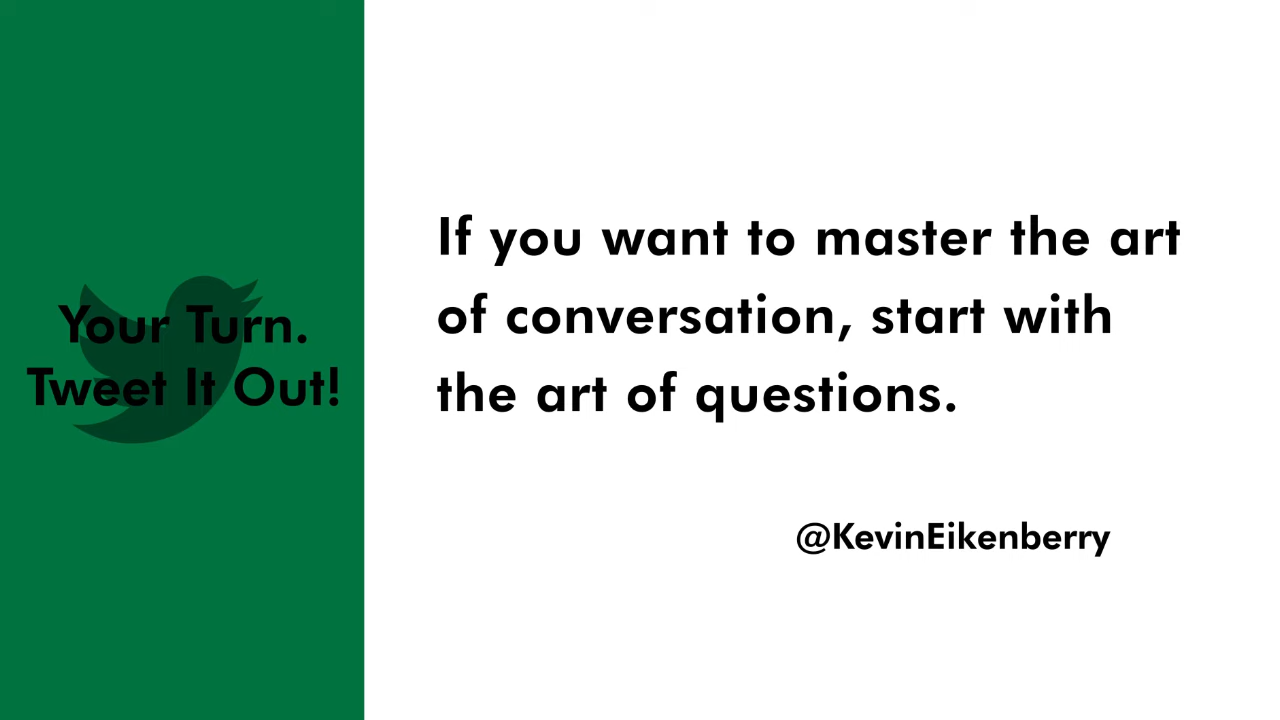 Your Turn.
Tweet It Out!
If you want to master the art
of conversation, start with
the art of questions.
@KevinEikenberry